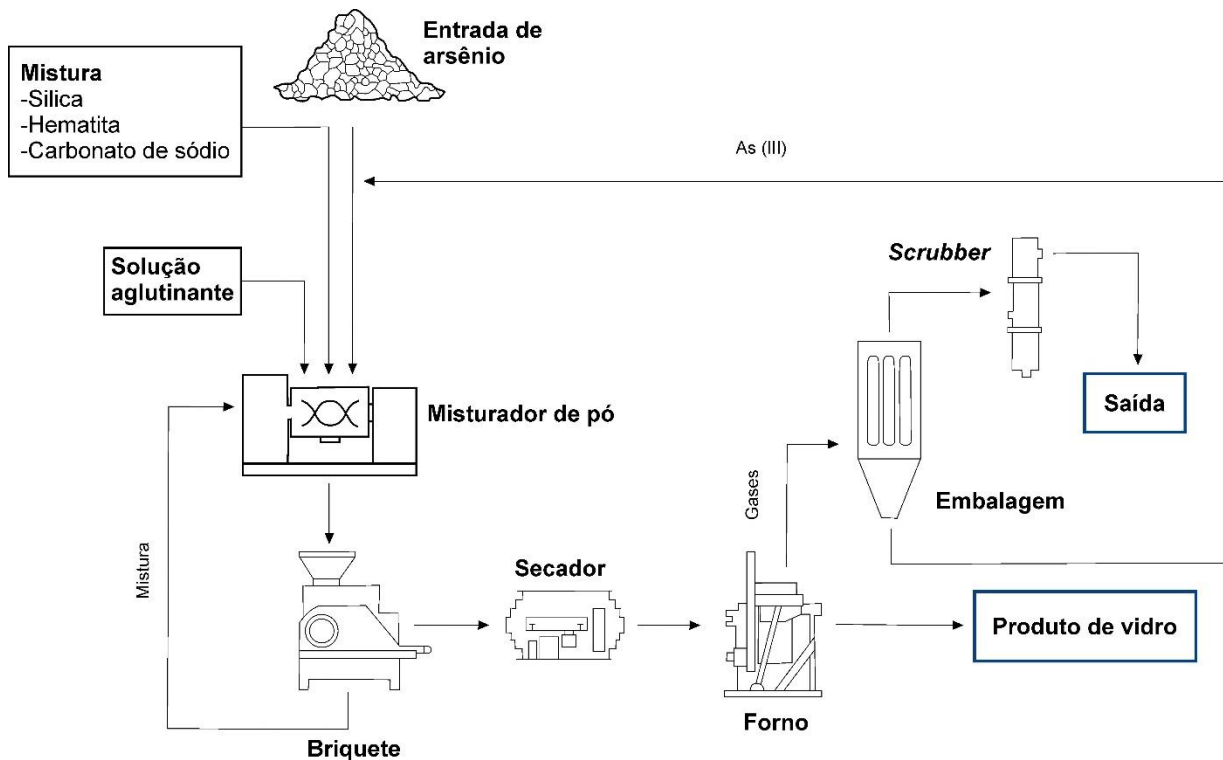 Entrada de
arsênio
Mistura
-Silica
-Hematita
-Carbonato de sódio
As (III)
Scrubber
Solução
aglutinante
Saída
Misturador de pó
Gases
Embalagem
Mistura
Secador
Produto de vidro
Forno
Briquete